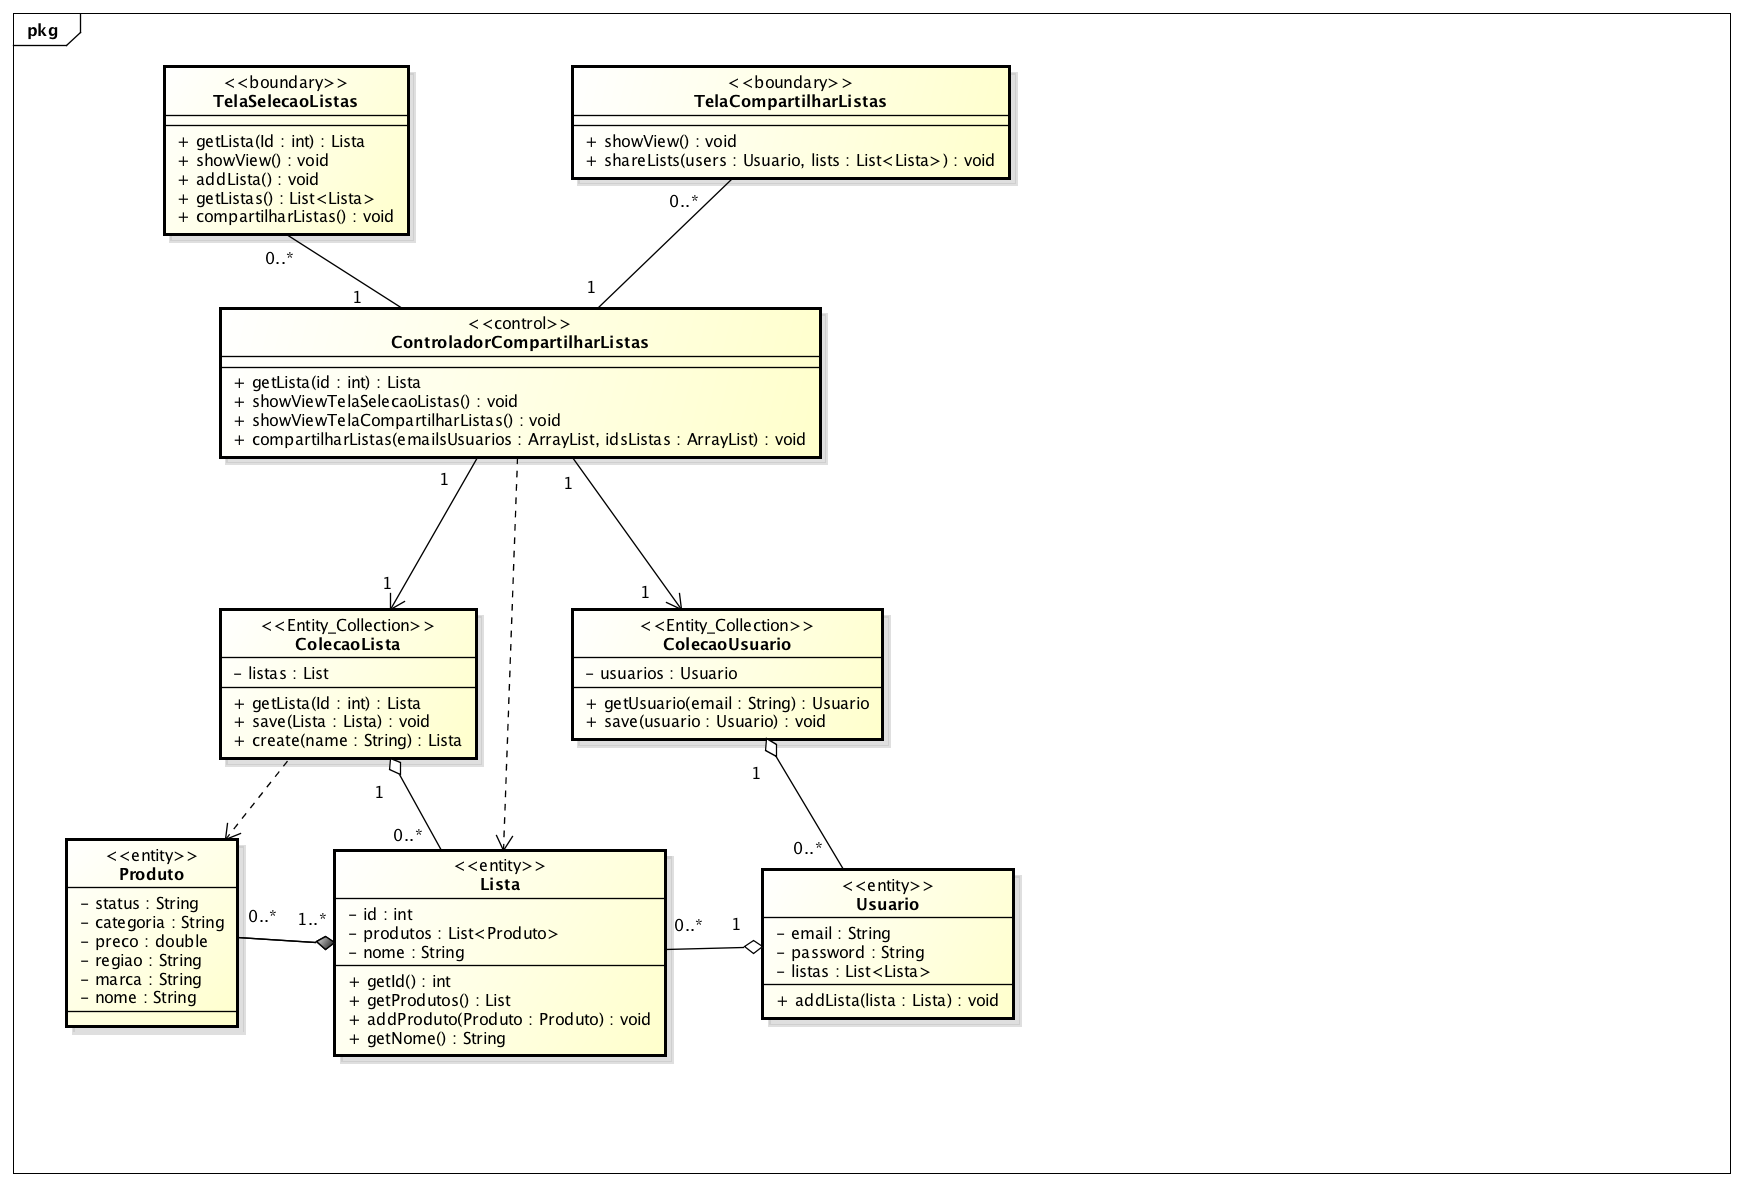 pkg
<<boundary>>
TelaSelecaoListas
+ getLista(Id : int) : Lista
+ showView() : void
+ addLista() : void
+ getListas() : List<Lista>
+ compartilharListas() : void
<<boundary>>
TelaCompartilharListas
+ showView() : void
+ shareLists(users : Usuario, lists : List<Lista>) : void
0..*
1
0..*
1
<<control>>
ControladorCompartilharListas
+ getLista(id : int) : Lista
+ showViewTelaSelecaoListas() : void
+ showViewTelaCompartilharListas() : void
+ compartilharListas(emailsUsuarios : ArrayList, idsListas : ArrayList) : void
1
1
1
1
<<Entity_Collection>>
ColecaoLista
- listas : List
+ getLista(Id : int) : Lista
+ save(Lista : Lista) : void
+ create(name : String) : Lista
<<Entity_Collection>>
ColecaoUsuario
- usuarios : Usuario
+ getUsuario(email : String) : Usuario
+ save(usuario : Usuario) : void
1
0..*
1
0..*
<<entity>>
Produto
- status : String
- categoria : String
- preco : double
- regiao : String
- marca : String
- nome : String
0..*
1..*
<<entity>>
Lista
- id : int
- produtos : List<Produto>
- nome : String
+ getId() : int
+ getProdutos() : List
+ addProduto(Produto : Produto) : void
+ getNome() : String
0..*
1
<<entity>>
Usuario
- email : String
- password : String
- listas : List<Lista>
+ addLista(lista : Lista) : void